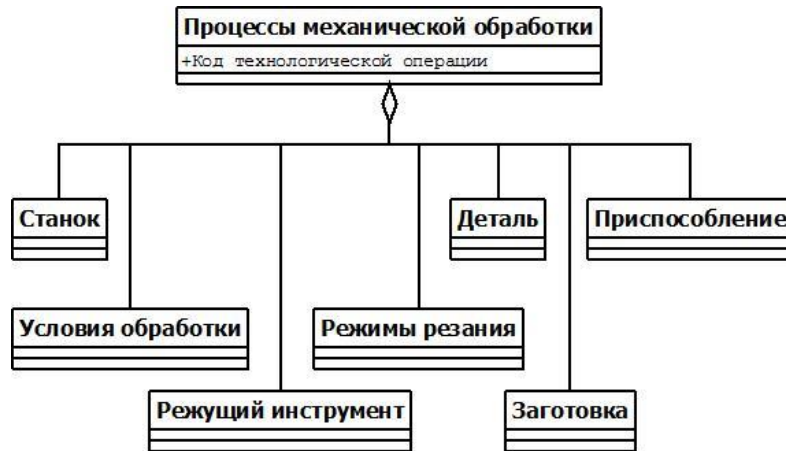 Процессы механической обработки
+Код технологической операции
Станок
Деталь
Приспособление
Условия обработки
Режимы резания
Режущий инструмент
Заготовка